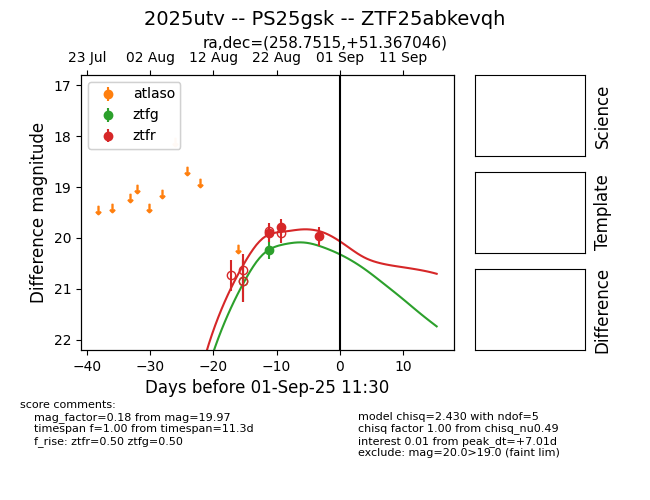 2025utv -- PS25gsk -- ZTF25abkevqh
ra,dec=(258.7515,+51.367046)
23 Jul 02 Aug 12 Aug 22 Aug 01 Sep 11 Sep
atlaso
ztfg
ztfr
17
18
19
20
21
22
Difference magnitude
−40 −30 −20 −10 0 10
Days before 01-Sep-25 11:30
Science
Template
Difference
score comments:
mag_factor=0.18 from mag=19.97
timespan f=1.00 from timespan=11.3d
f_rise: ztfr=0.50 ztfg=0.50
model chisq=2.430 with ndof=5
chisq factor 1.00 from chisq_nu0.49
interest 0.01 from peak_dt=+7.01d
exclude: mag=20.0>19.0 (faint lim)